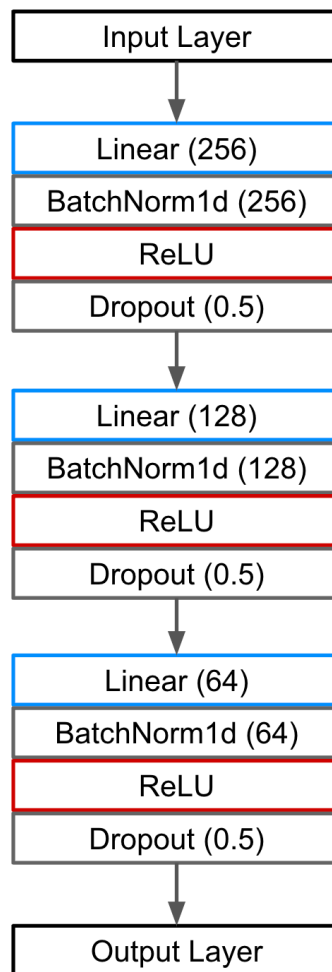 Input Layer
Linear (256)
BatchNorm1d (256)
ReLU
Dropout (0.5)
Linear (128)
BatchNorm1d (128)
ReLU
Dropout (0.5)
Linear (64)
BatchNorm1d (64)
ReLU
Dropout (0.5)
Output Layer